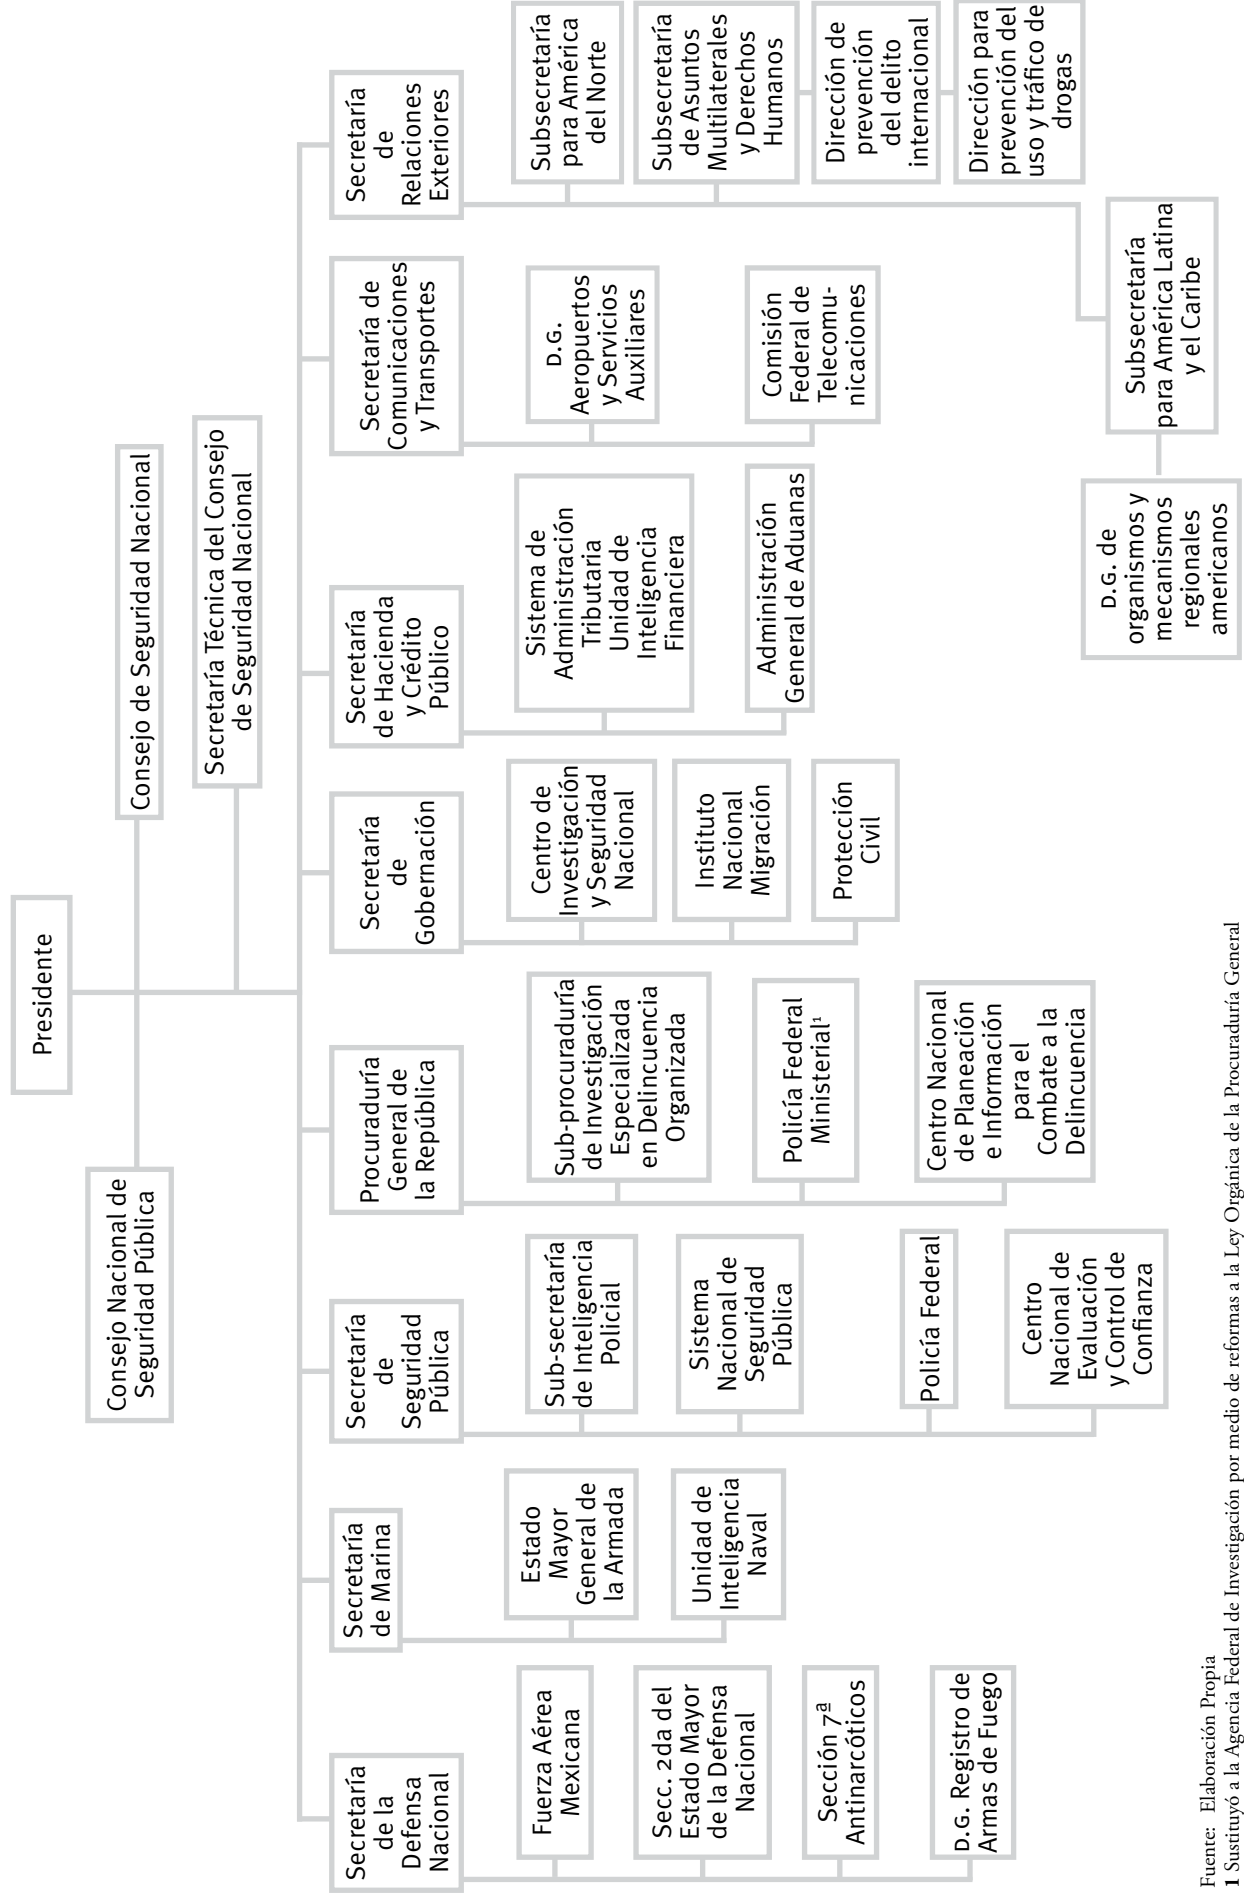 Presidente
Consejo Nacional de
Seguridad Pública
Consejo de Seguridad Nacional
Secretaría Técnica del Consejo
de Seguridad Nacional
Secretaría
de la
Defensa
Nacional
Fuerza Aérea
Mexicana
Secc. 2da del
Estado Mayor
de la Defensa
Nacional
Sección 7ª
Antinarcóticos
D.G. Registro de
Armas de Fuego
Secretaría
de Marina
Estado
Mayor
General de
la Armada
Unidad de
Inteligencia
Naval
Secretaría
de
Seguridad
Pública
Sub-secretaría
de Inteligencia
Policial
Sistema
Nacional de
Seguridad
Pública
Policía Federal
Centro
Nacional de
Evaluación
y Control de
Confianza
Procuraduría
General de
la República
Sub-procuraduría
de Investigación
Especializada
en Delincuencia
Organizada
Policía Federal
Ministerial¹
Centro Nacional
de Planeación
e Información
para el
Combate a la
Delincuencia
Secretaría
de
Gobernación
Centro de
Investigación
y Seguridad
Nacional
Instituto
Nacional
Migración
Protección
Civil
Secretaría
de Hacienda
y Crédito
Público
Sistema de
Administración
Tributaria
Unidad de
Inteligencia
Financiera
Administración
General de Aduanas
Secretaría de
Comunicaciones
y Transportes
D.G.
Aeropuertos
y Servicios
Auxiliares
Comisión
Federal de
Telecomu-
nicaciones
Secretaría
de
Relaciones
Exteriores
Subsecretaría
para América
del Norte
Subsecretaría
de Asuntos
Multilaterales
y Derechos
Humanos
Dirección de
prevención
del delito
internacional
Dirección para
prevención del
uso y tráfico de
drogas
Subsecretaría
para América Latina
y el Caribe
D.G. de
organismos y
mecanismos
regionales
americanos
Fuente: Elaboración Propia
1 Sustituyó a la Agencia Federal de Investigación por medio de reformas a la Ley Orgánica de la Procuraduría General